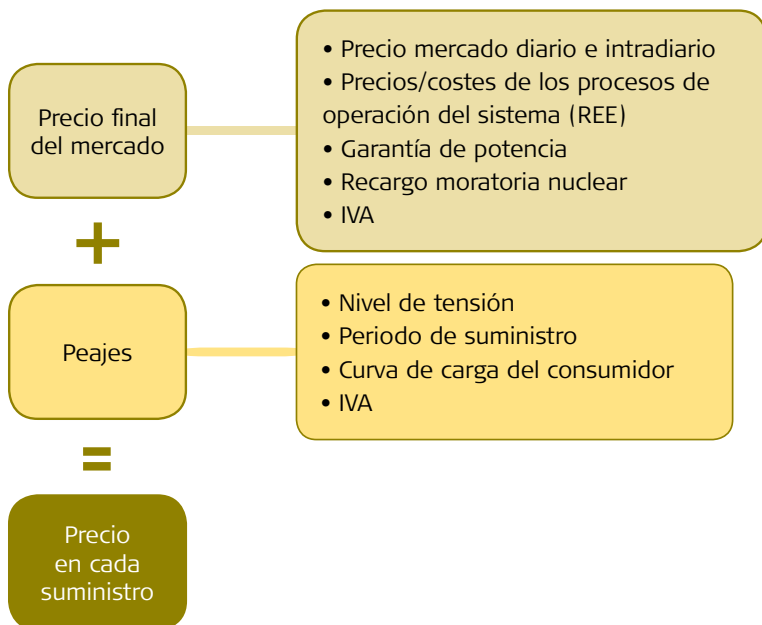 Precio final
del mercado
• Precio mercado diario e intradiario
• Precios/costes de los procesos de
operación del sistema (REE)
• Garantía de potencia
• Recargo moratoria nuclear
• IVA
+
Peajes
• Nivel de tensión
• Periodo de suministro
• Curva de carga del consumidor
• IVA
=
Precio
en cada
suministro